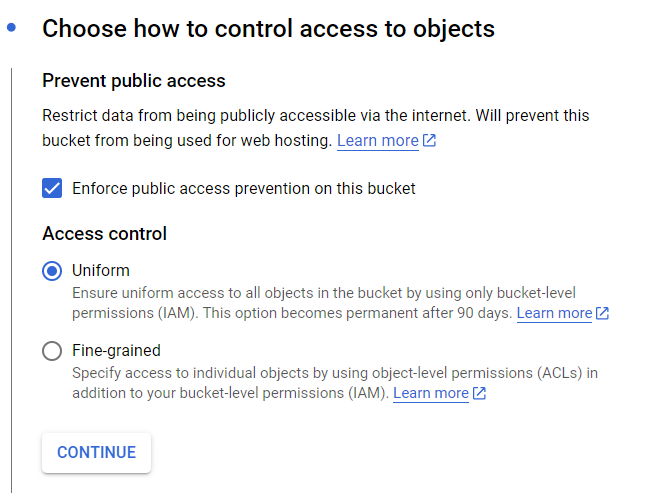 Choose how to control access to objects
Prevent public access
Restrict data from being publicly accessible via the internet. Will prevent this
bucket from being used for web hosting. Learn more
Enforce public access prevention on this bucket
Access control
Uniform
Ensure uniform access to all objects in the bucket by using only bucket-level
permissions (IAM). This option becomes permanent after 90 days. Learn more
Fine-grained
Specify access to individual objects by using object-level permissions (ACLs) in
addition to your bucket-level permissions (IAM). Learn more
CONTINUE